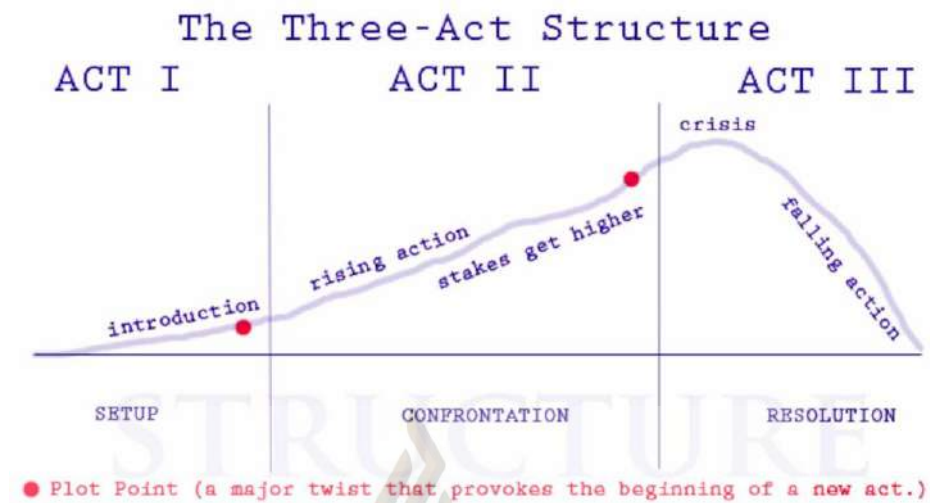 The Three-Act Structure
ACT I ACT II ACT III
crisis
rising action
stakes get higher
falling action
introduction
SETUP CONFRONTATION RESOLUTION
STRUCTURE
Plot Point (a major twist that provokes the beginning of a new act.)